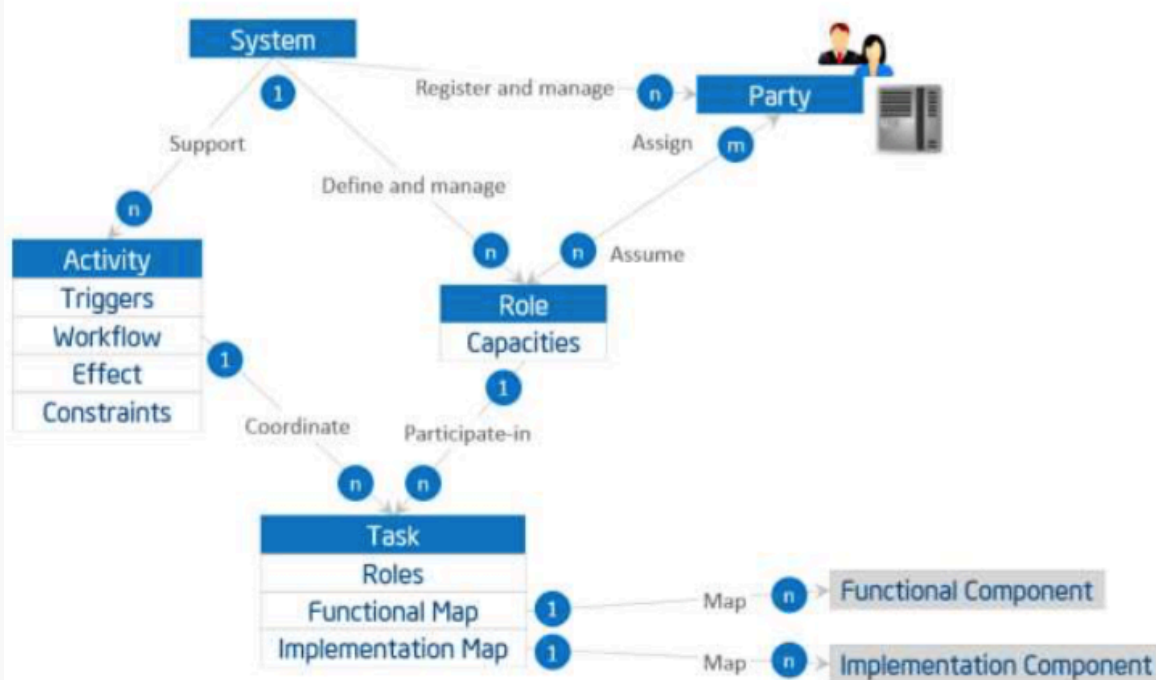 System
1
Register and manage
n
Party
Support
Assign
m
Define and manage
n
n
n
Assume
Activity
Triggers
Workflow
Effect
Constraints
Role
Capacities
1
1
Coordinate
Participate-in
n
n
Task
Roles
Functional Map
1
Map
n
Functional Component
Implementation Map
1
Map
n
Implementation Component